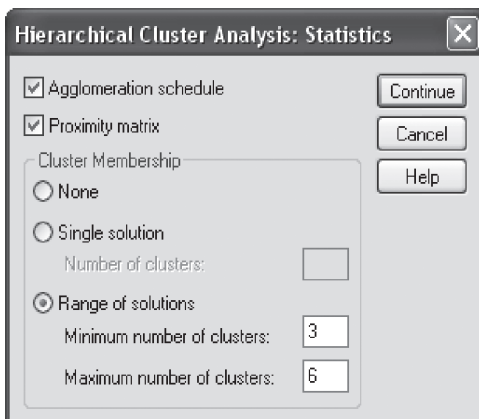 Hierarchical Cluster Analysis: Statistics
Agglomeration schedule
Continue
Proximity matrix
Cancel
Cluster Membership
Help
None
Single solution
Number of clusters:
Range of solutions
Minimum number of clusters: 3
Maximum number of clusters: 6